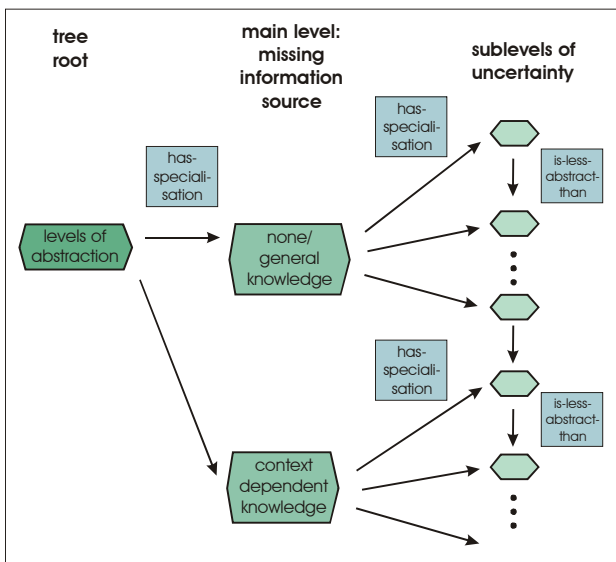 tree
root
main level:
missing
information
source
sublevels of
uncertainty
has-
speciali-
sation
has-
speciali-
sation
is-less-
abstract-
than
levels of
abstraction
none/
general
knowledge
has-
speciali-
sation
is-less-
abstract-
than
context
dependent
knowledge